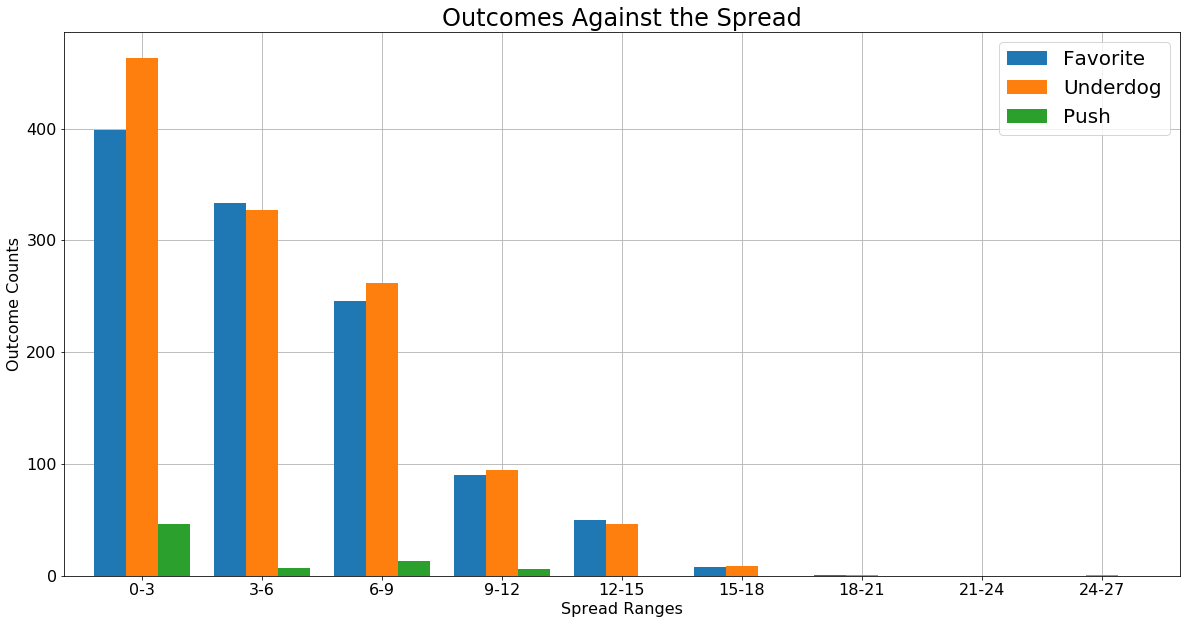 Outcomes Against the Spread
Favorite
Underdog
Push
Outcome Counts
400
300
200
100
0
0-3 3-6 6-9 9-12 12-15 15-18 18-21 21-24 24-27
Spread Ranges